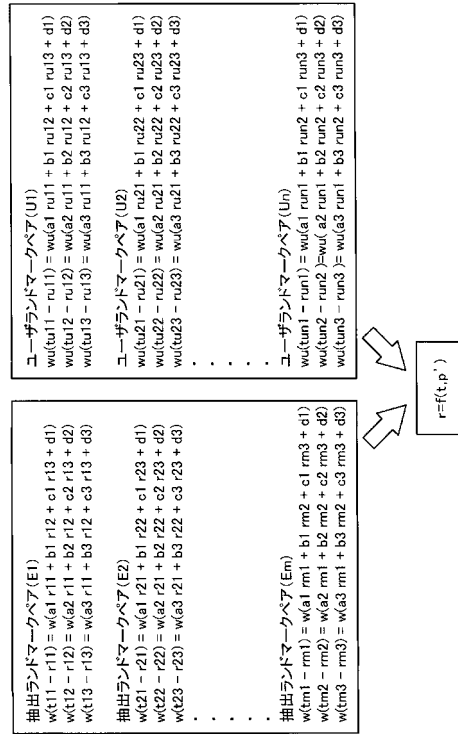 抽出ランドマークペア(E1)
w(t11 - r11) = w(a1 r11 + b1 r12 + c1 r13 + d1)
w(t12 - r12) = w(a2 r11 + b2 r12 + c2 r13 + d2)
w(t13 - r13) = w(a3 r11 + b3 r12 + c3 r13 + d3)
抽出ランドマークペア(E2)
w(t21 - r21) = w(a1 r21 + b1 r22 + c1 r23 + d1)
w(t22 - r22) = w(a2 r21 + b2 r22 + c2 r23 + d2)
w(t23 - r23) = w(a3 r21 + b3 r22 + c3 r23 + d3)
. . . . .
抽出ランドマークペア(Em)
w(tm1 - rm1) = w(a1 rm1 + b1 rm2 + c1 rm3 + d1)
w(tm2 - rm2) = w(a2 rm1 + b2 rm2 + c2 rm3 + d2)
w(tm3 - rm3) = w(a3 rm1 + b3 rm2 + c3 rm3 + d3)
ユーザランドマークペア(U1)
wu(tu11 - ru11) = wu(a1 ru11 + b1 ru12 + c1 ru13 + d1)
wu(tu12 - ru12) = wu(a2 ru11 + b2 ru12 + c2 ru13 + d2)
wu(tu13 - ru13) = wu(a3 ru11 + b3 ru12 + c3 ru13 + d3)
ユーザランドマークペア(U2)
wu(tu21 - ru21) = wu(a1 ru21 + b1 ru22 + c1 ru23 + d1)
wu(tu22 - ru22) = wu(a2 ru21 + b2 ru22 + c2 ru23 + d2)
wu(tu23 - ru23) = wu(a3 ru21 + b3 ru22 + c3 ru23 + d3)
. . . . .
ユーザランドマークペア(Un)
wu(tun1 - run1) = wu(a1 run1 + b1 run2 + c1 run3 + d1)
wu(tun2 - run2 )=wu( a2 run1 + b2 run2 + c2 run3 + d2)
wu(tun3 - run3 )= wu(a3 run1 + b3 run2 + c3 run3 + d3)
r=f(t,p')